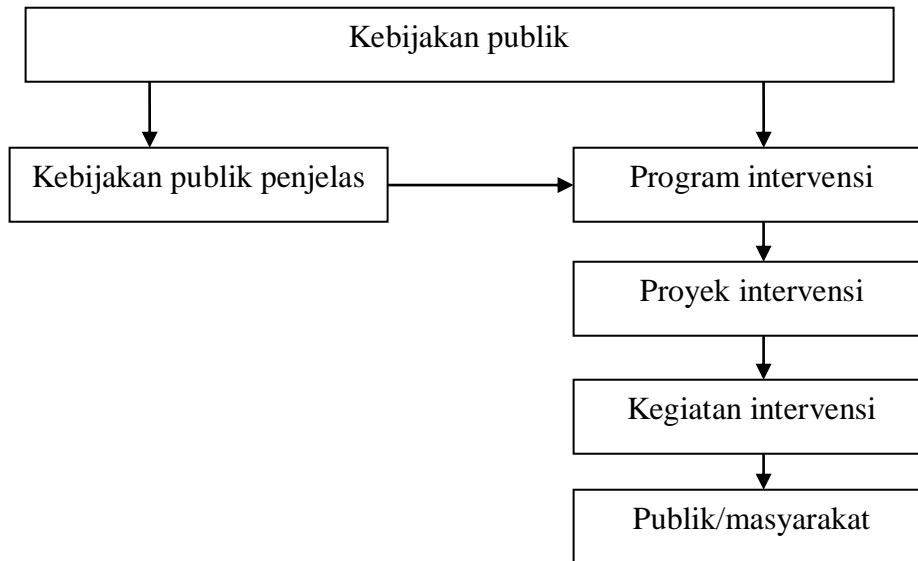 Kebijakan publik
Kebijakan publik penjelas
Program intervensi
Proyek intervensi
Kegiatan intervensi
Publik/masyarakat